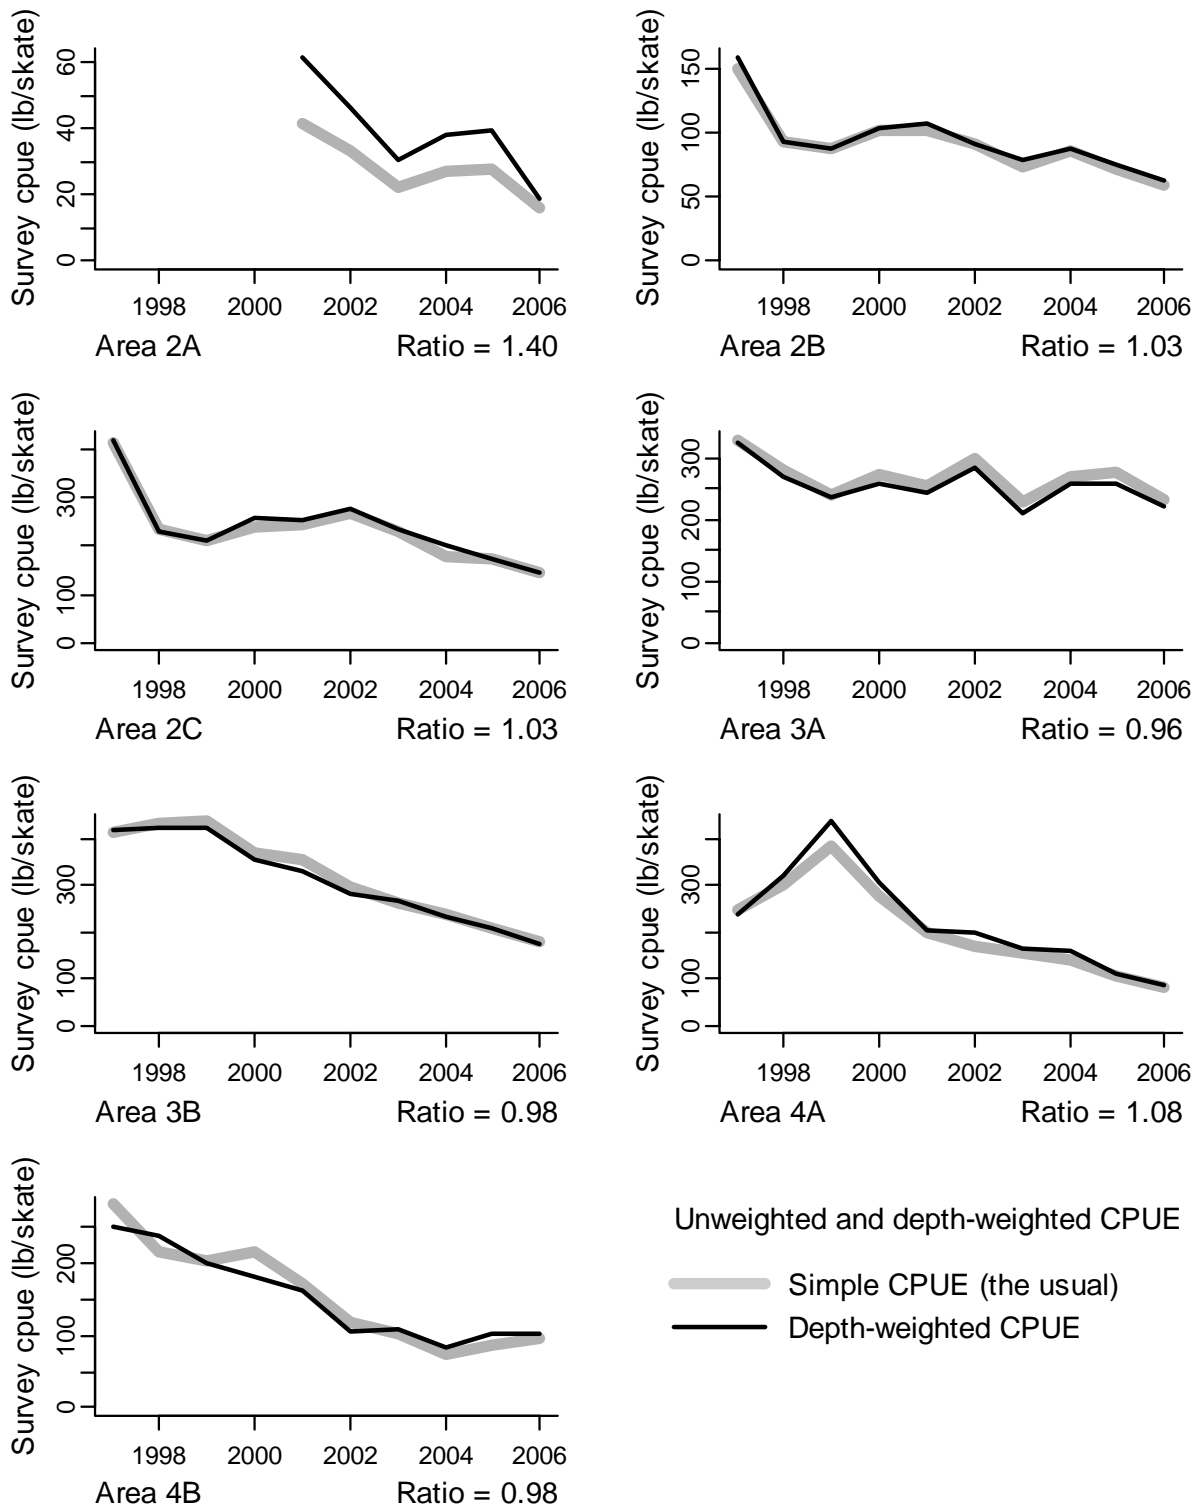 Survey cpue (lb/skate)
60
40
20
0
1998 2000 2002 2004 2006
Area 2A Ratio = 1.40
Survey cpue (lb/skate)
150
100
50
0
1998 2000 2002 2004 2006
Area 2B Ratio = 1.03
Survey cpue (lb/skate)
300
100
0
1998 2000 2002 2004 2006
Area 2C Ratio = 1.03
Survey cpue (lb/skate)
300
200
100
0
1998 2000 2002 2004 2006
Area 3A Ratio = 0.96
Survey cpue (lb/skate)
300
100
0
1998 2000 2002 2004 2006
Area 3B Ratio = 0.98
Survey cpue (lb/skate)
300
100
0
1998 2000 2002 2004 2006
Area 4A Ratio = 1.08
Survey cpue (lb/skate)
200
100
0
1998 2000 2002 2004 2006
Area 4B Ratio = 0.98
Unweighted and depth-weighted CPUE
Simple CPUE (the usual)
Depth-weighted CPUE